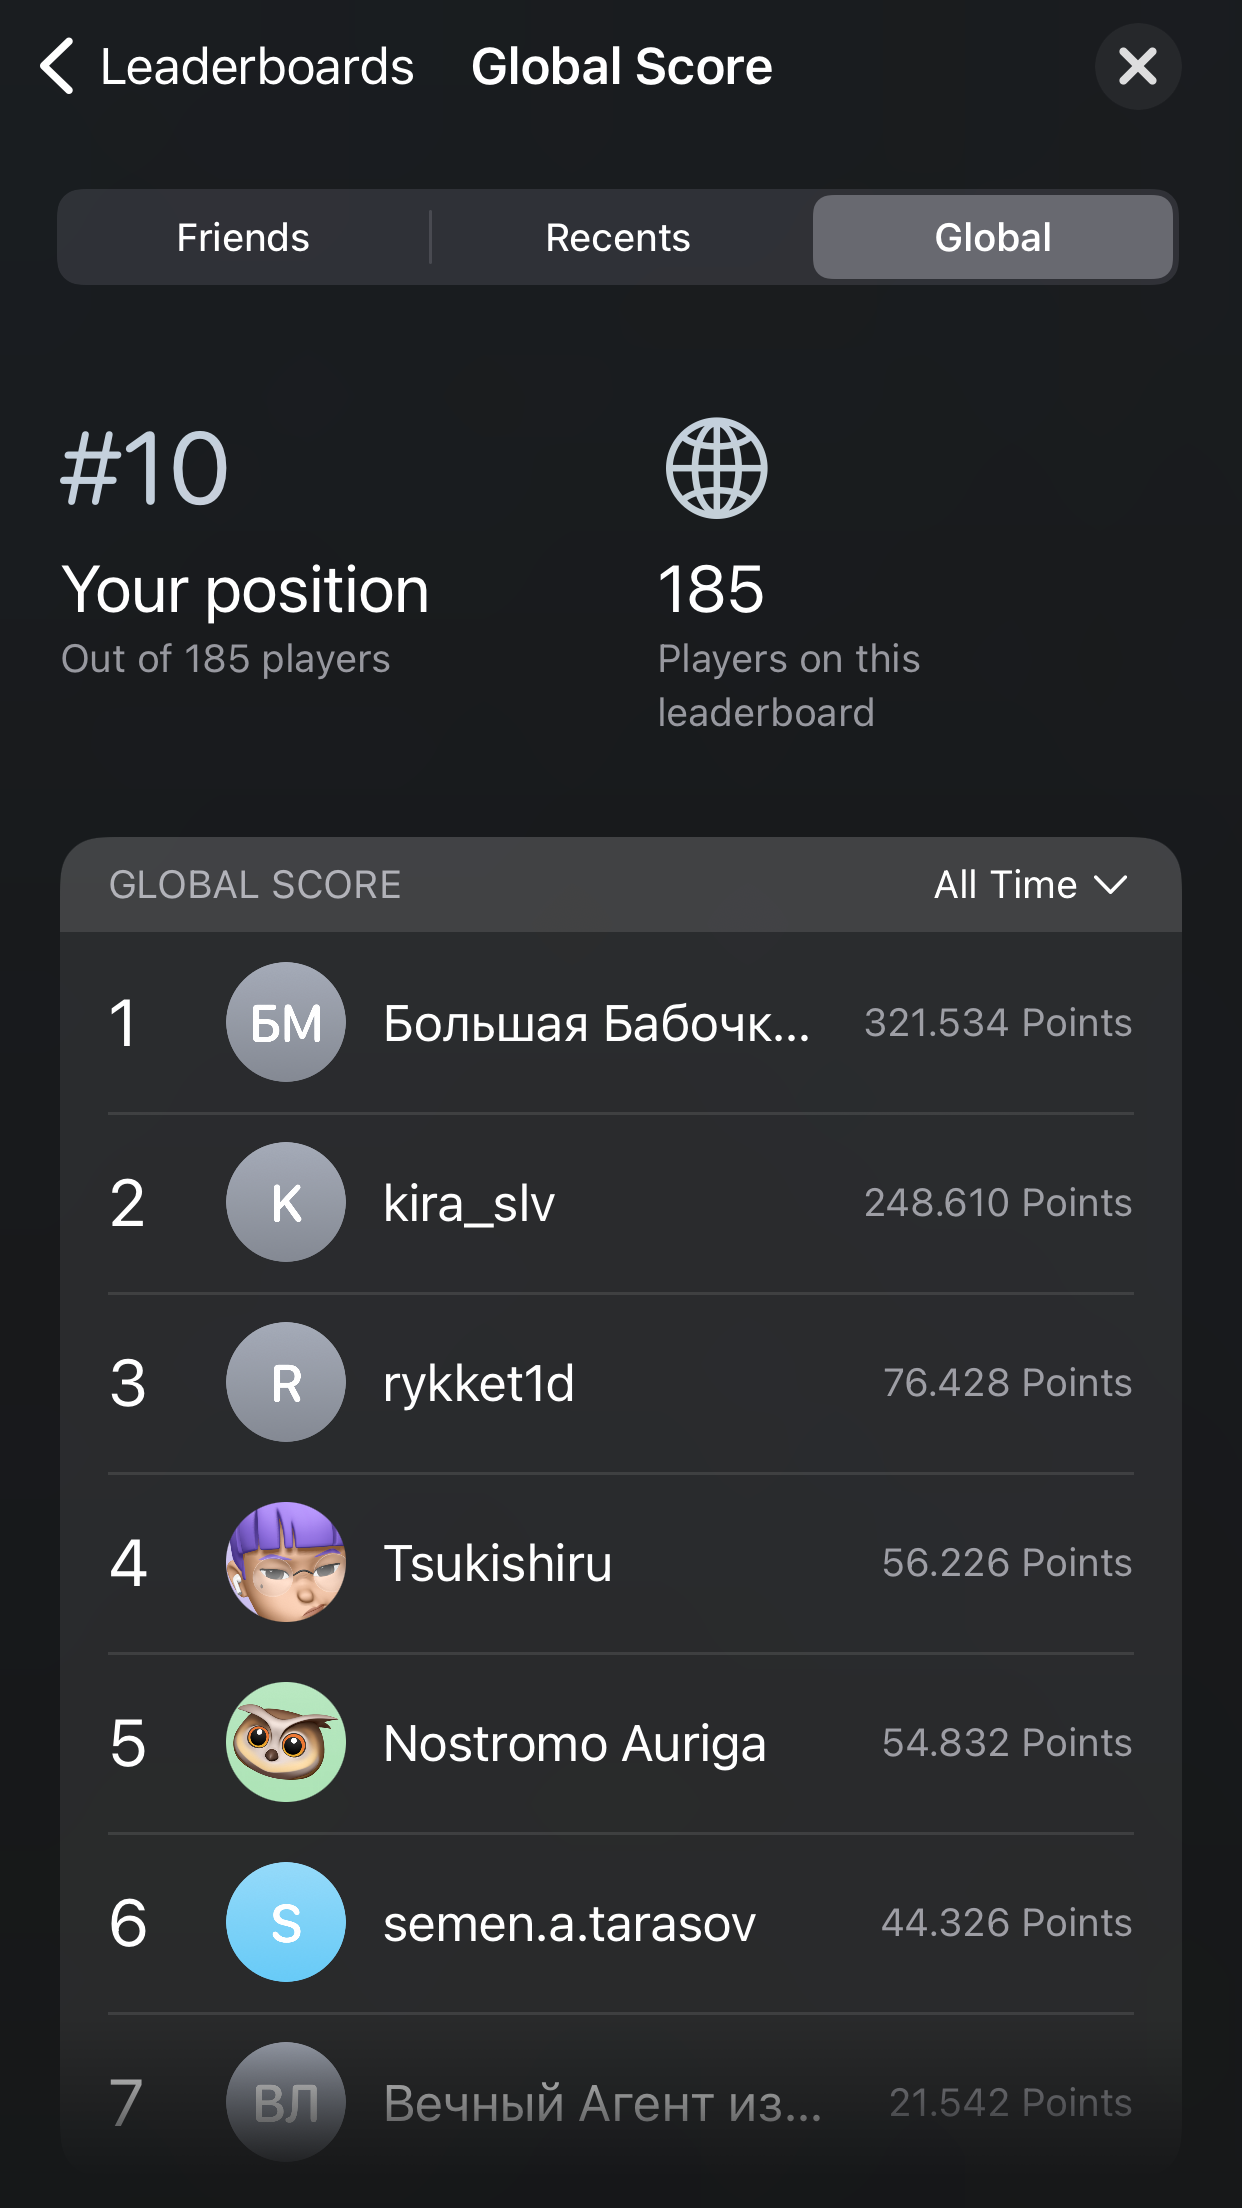 Leaderboards Global Score
Friends Recents Global
#10
Your position
Out of 185 players
185
Players on this
leaderboard
GLOBAL SCORE All Time
1 БМ Большая Бабочк... 321.534 Points
2 K kira_slv 248.610 Points
3 R rykket1d 76.428 Points
4 Tsukishiru 56.226 Points
5 Nostromo Auriga 54.832 Points
6 S semen.a.tarasov 44.326 Points
7 ВЛ Вечный Агент из... 21.542 Points